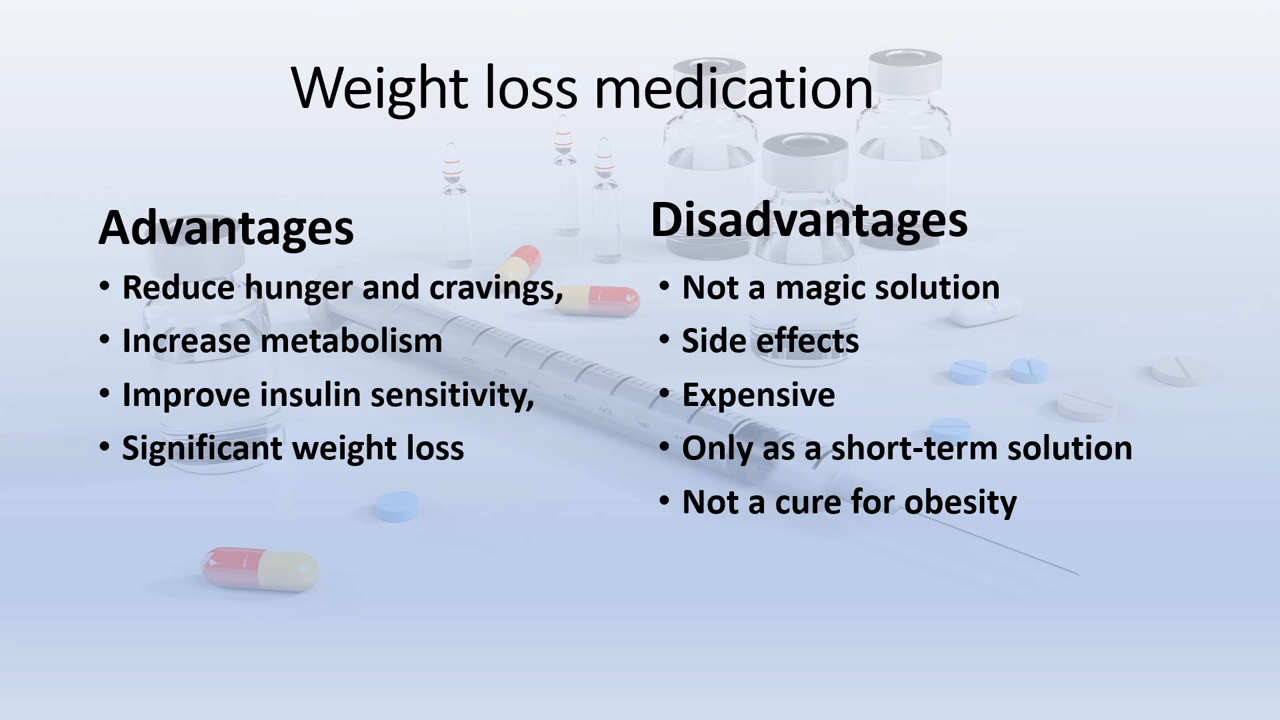 Weight loss medication
Advantages
• Reduce hunger and cravings,
• Increase metabolism
• Improve insulin sensitivity,
• Significant weight loss
Disadvantages
• Not a magic solution
• Side effects
• Expensive
• Only as a short-term solution
• Not a cure for obesity